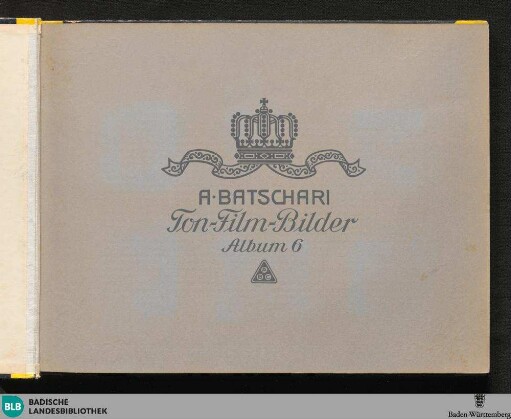 A·BATSCHARI
Ton-Film-Bilder
Album 6
BLB
BADISCHE
LANDESBIBLIOTHEK
Baden-Württemberg